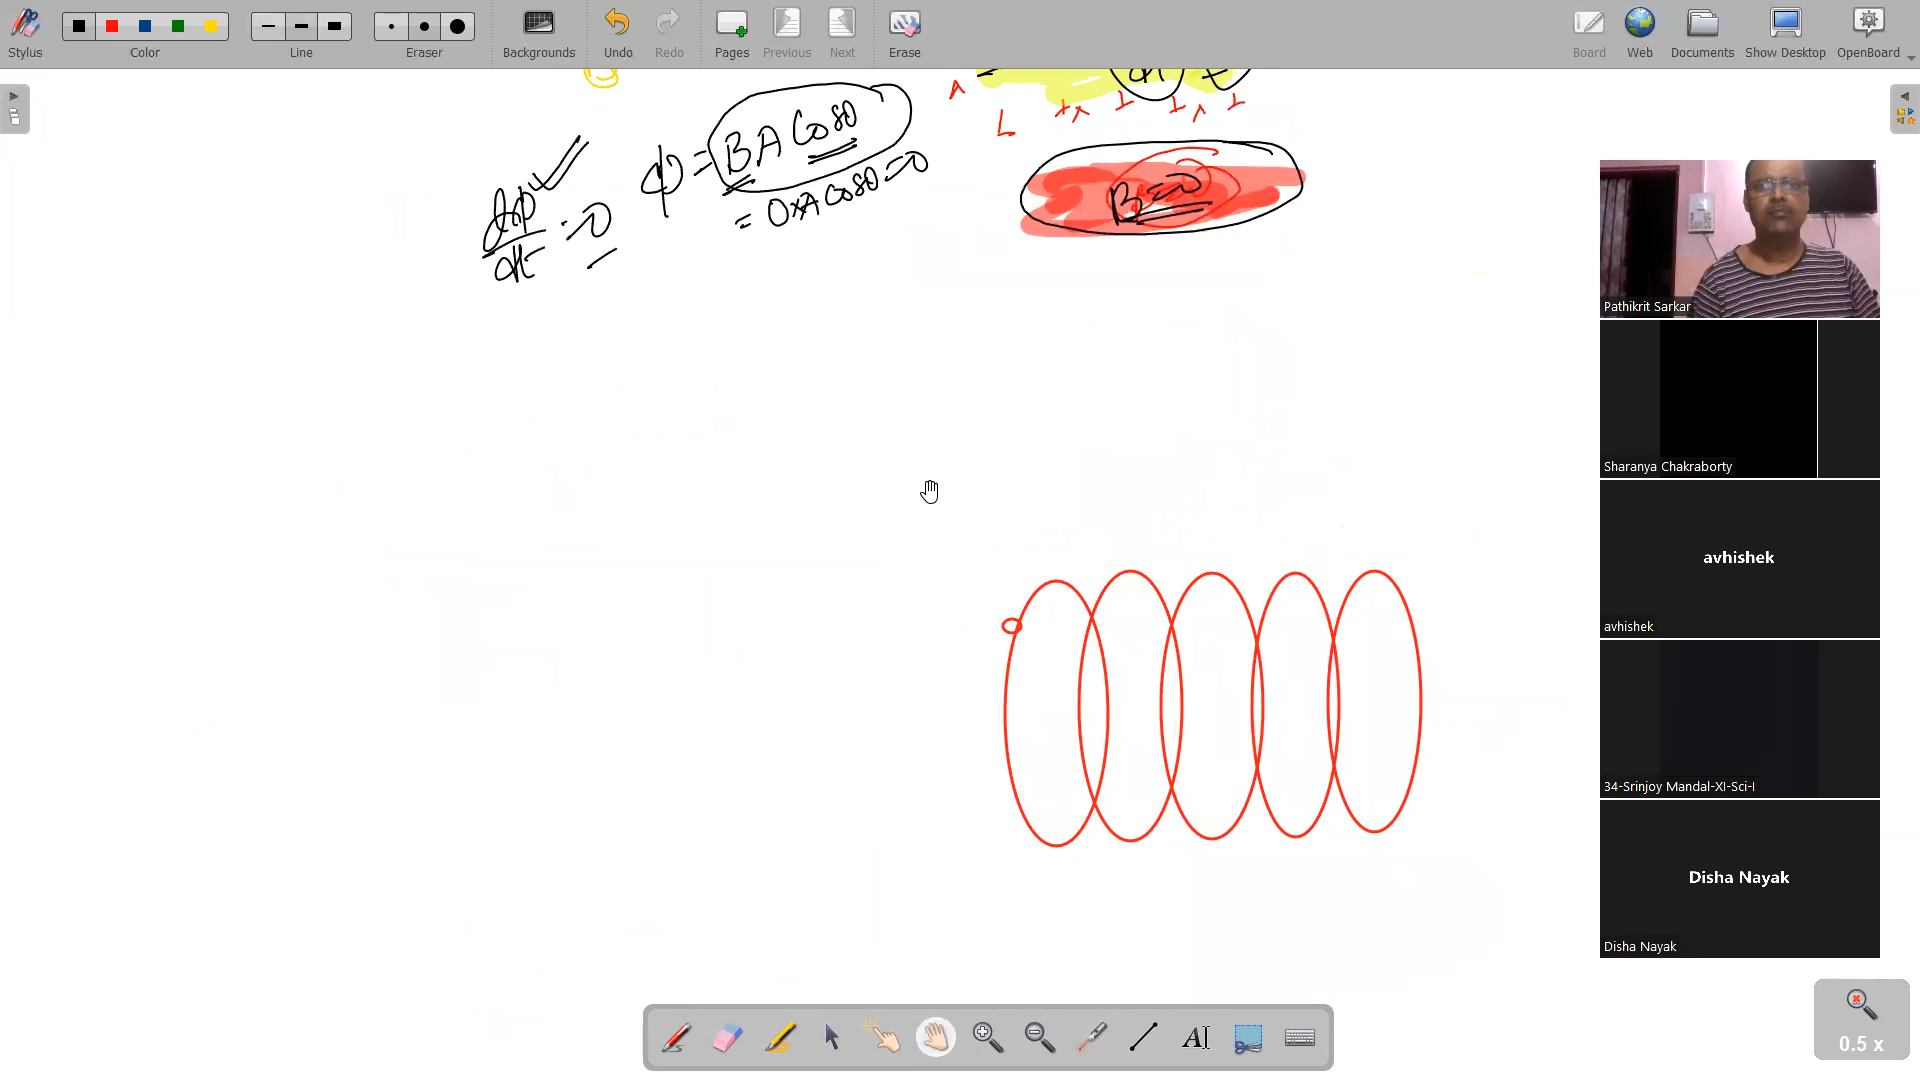 Stylus
Color
Line
Eraser
Backgrounds
Undo
Redo
Pages
Previous
Next
Erase
Board
Web
Documents
Show Desktop
OpenBoard
ϕ = BA Cosθ
= 0×A Cosθ = 0
dϕ/dt = 0
B = 0
L
Pathikrit Sarkar
Sharanya Chakraborty
avhishek
avhishek
34-Srinjoy Mandal-XI-Sci-I
Disha Nayak
Disha Nayak
0.5 x